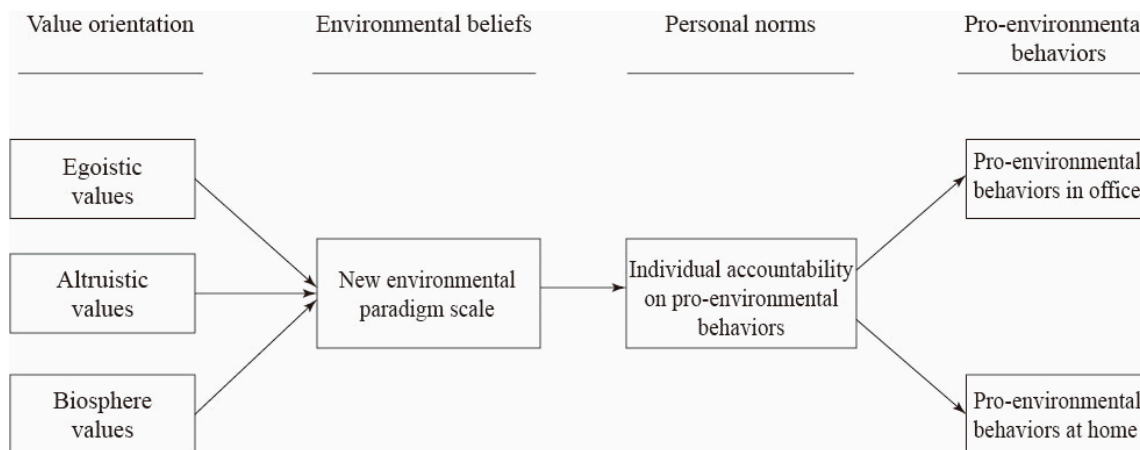 Value orientation
Environmental beliefs
Personal norms
Pro-environmenta
behaviors
Egoistic
values
Altruistic
values
Biosphere
values
New environmental
paradigm scale
Individual accountability
on pro-environmental
behaviors
Pro-environmental
behaviors in office
Pro-environmental
behaviors at home